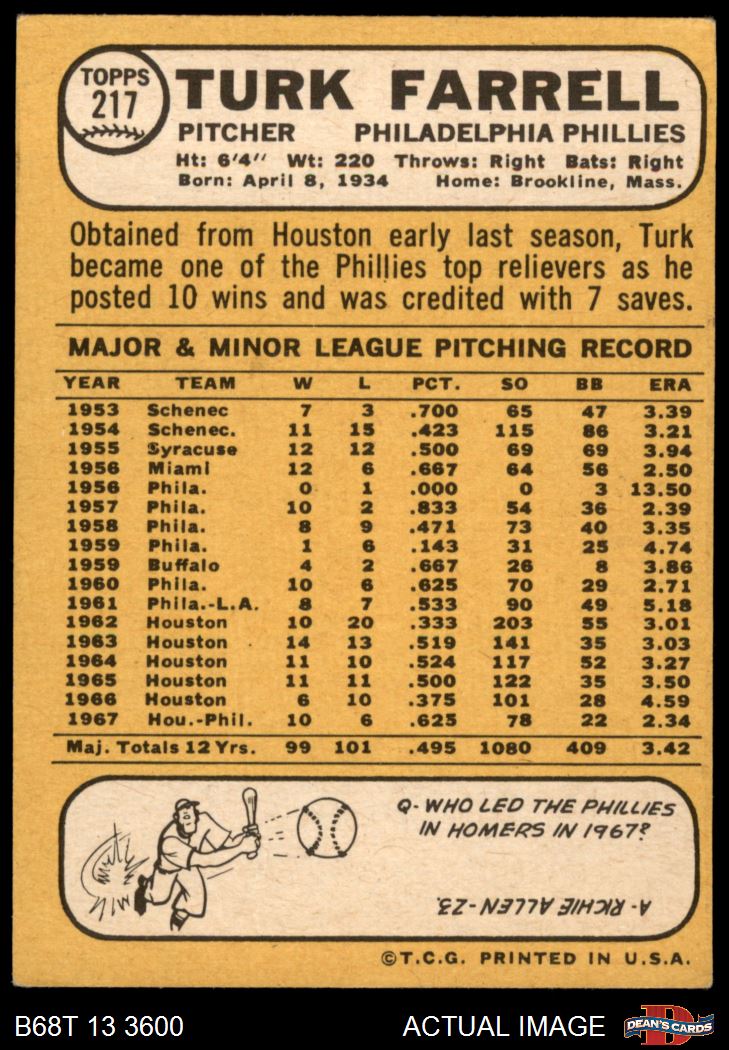 TOPPS
217
TURK FARRELL
PITCHER PHILADELPHIA PHILLIES
Ht: 6'4" Wt: 220 Throws: Right Bats: Right
Born: April 8, 1934 Home: Brookline, Mass.
Obtained from Houston early last season, Turk
became one of the Phillies top relievers as he
posted 10 wins and was credited with 7 saves.
MAJOR & MINOR LEAGUE PITCHING RECORD
YEAR TEAM W L PCT. SO BB ERA
1953 Schenec 7 3 .700 65 47 3.39
1954 Schenec. 11 15 .423 115 86 3.21
1955 Syracuse 12 12 .500 69 69 3.94
1956 Miami 12 6 .667 64 56 2.50
1956 Phila. 0 1 .000 0 3 13.50
1957 Phila. 10 2 .833 54 36 2.39
1958 Phila. 8 9 .471 73 40 3.35
1959 Phila. 1 6 .143 31 25 4.74
1959 Buffalo 4 2 .667 26 8 3.86
1960 Phila. 10 6 .625 70 29 2.71
1961 Phila.-L.A. 8 7 .533 90 49 5.18
1962 Houston 10 20 .333 203 55 3.01
1963 Houston 14 13 .519 141 35 3.03
1964 Houston 11 10 .524 117 52 3.27
1965 Houston 11 11 .500 122 35 3.50
1966 Houston 6 10 .375 101 28 4.59
1967 Hou.-Phil. 10 6 .625 78 22 2.34
Maj. Totals 12 Yrs. 99 101 .495 1080 409 3.42
Q- WHO LED THE PHILLIES
IN HOMERS IN 1967?
A- RICHIE ALLEN - 23.
©T.C.G. PRINTED IN U.S.A.
B68T 13 3600 ACTUAL IMAGE
D
DEAN'S CARDS